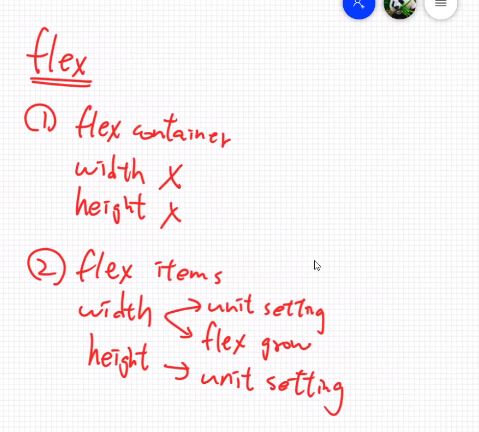 flex
① flex container
width X
height X
② flex items
width → unit setting
→ flex grow
height → unit setting